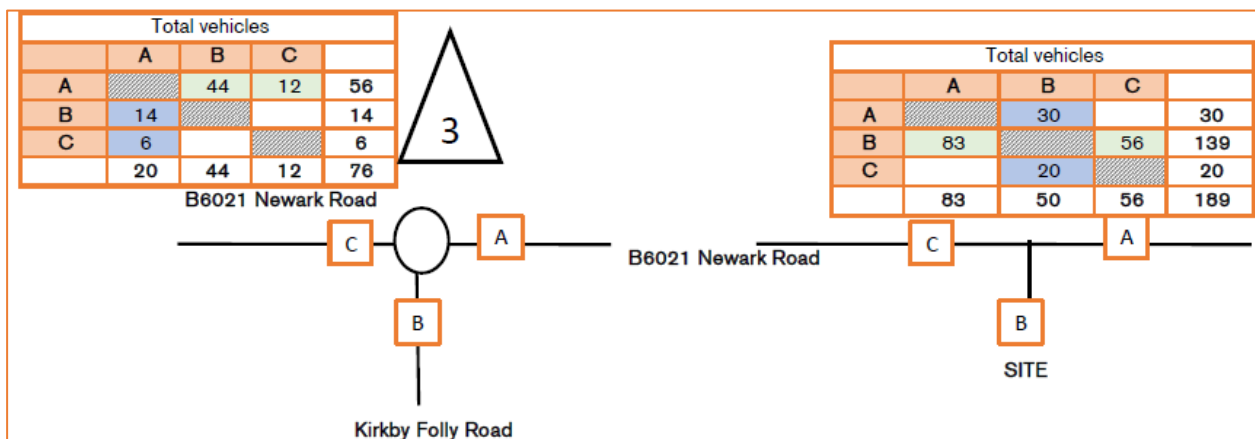 Total vehicles
A B C
A 44 12 56
B 14 14
C 6 6
20 44 12 76
3
Total vehicles
A B C
A 30 30
B 83 56 139
C 20 20
83 50 56 189
B6021 Newark Road
C A
B
Kirkby Folly Road
B6021 Newark Road
C A
B
SITE